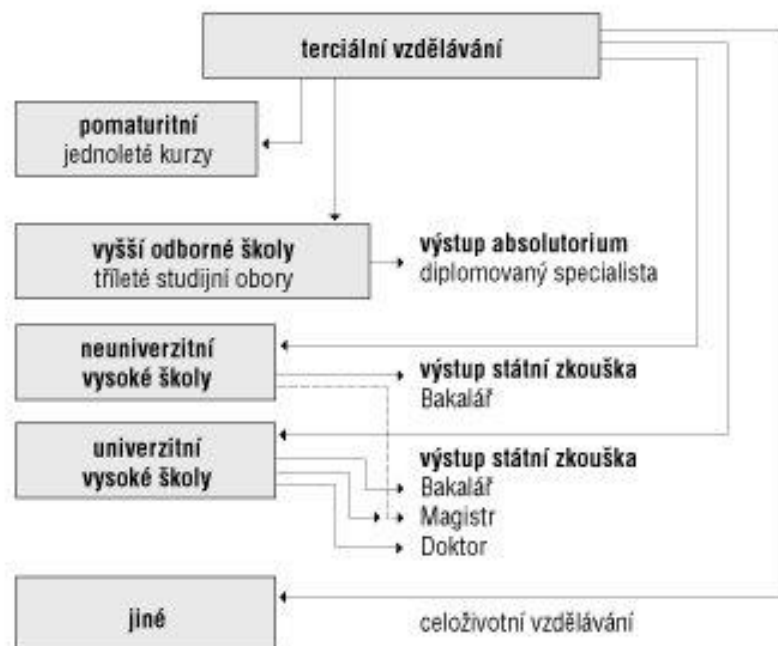 terciální vzdělávání
pomaturitní
jednoleté kurzy
vyšší odborné školy
tříleté studijní obory
výstup absolutorium
diplomovaný specialista
neuniverzitní
vysoké školy
výstup státní zkouška
Bakalář
univerzitní
vysoké školy
výstup státní zkouška
Bakalář
Magistr
Doktor
jiné
celoživotní vzdělávání